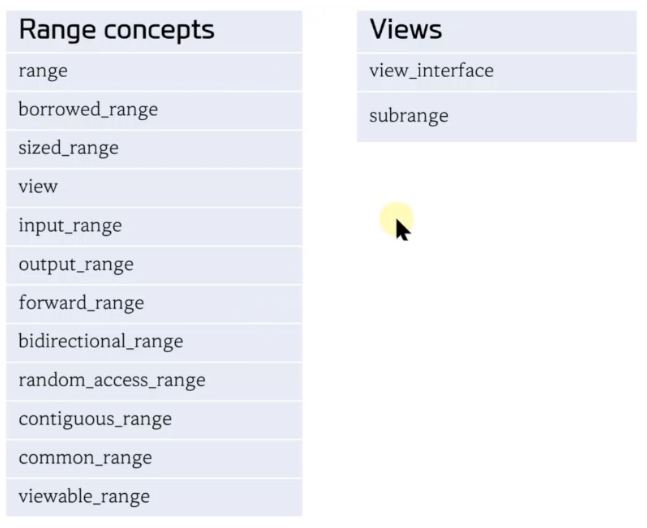 Range concepts
range
borrowed_range
sized_range
view
input_range
output_range
forward_range
bidirectional_range
random_access_range
contiguous_range
common_range
viewable_range
Views
view_interface
subrange